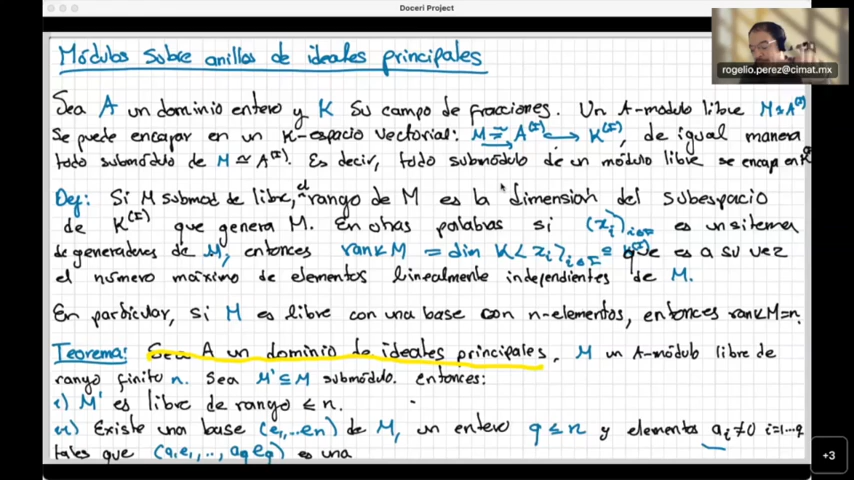 Doceri Project
rogelio.perez@cimat.mx
Módulos sobre anillos de ideales principales
Sea A un dominio entero y K su campo de fracciones. Un A-modulo libre M≃A^(I)
se puede encajar en un K-espacio vectorial: M ≃ A^(I) ↪ K^(I), de igual manera
todo submódulo de M ≃ A^(I). Es decir, todo submódulo de un módulo libre se encaja en K^(I)
Def: Si M submod de libre, el rango de M es la dimension del subespacio
de K^(I) que genera M. En otras palabras si (x_i)_{i∈I} es un sistema
de generadores de M, entonces rank M = dim K<x_i>_{i∈I} que es a su vez
el número máximo de elementos linealmente independientes de M.
En particular, si M es libre con una base con n-elementos, entonces rank M=n.
Teorema: Sea A un dominio de ideales principales, M un A-módulo libre de
rango finito n. Sea M' ⊆ M submódulo. entonces:
i) M' es libre de rango ≤ n.
ii) Existe una base (e_1,...e_n) de M, un entero q ≤ n y elementos a_i≠0 i=1...q
tales que (a_1e_1, .., a_qe_q) es una
+3